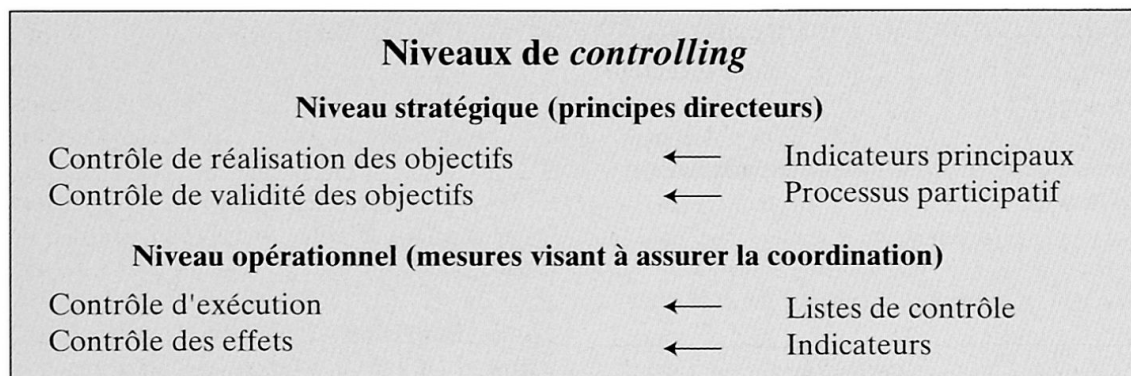 Niveaux de controlling
Niveau stratégique (principes directeurs)
Contrôle de réalisation des objectifs ← Indicateurs principaux
Contrôle de validité des objectifs ← Processus participatif
Niveau opérationnel (mesures visant à assurer la coordination)
Contrôle d'exécution ← Listes de contrôle
Contrôle des effets ← Indicateurs